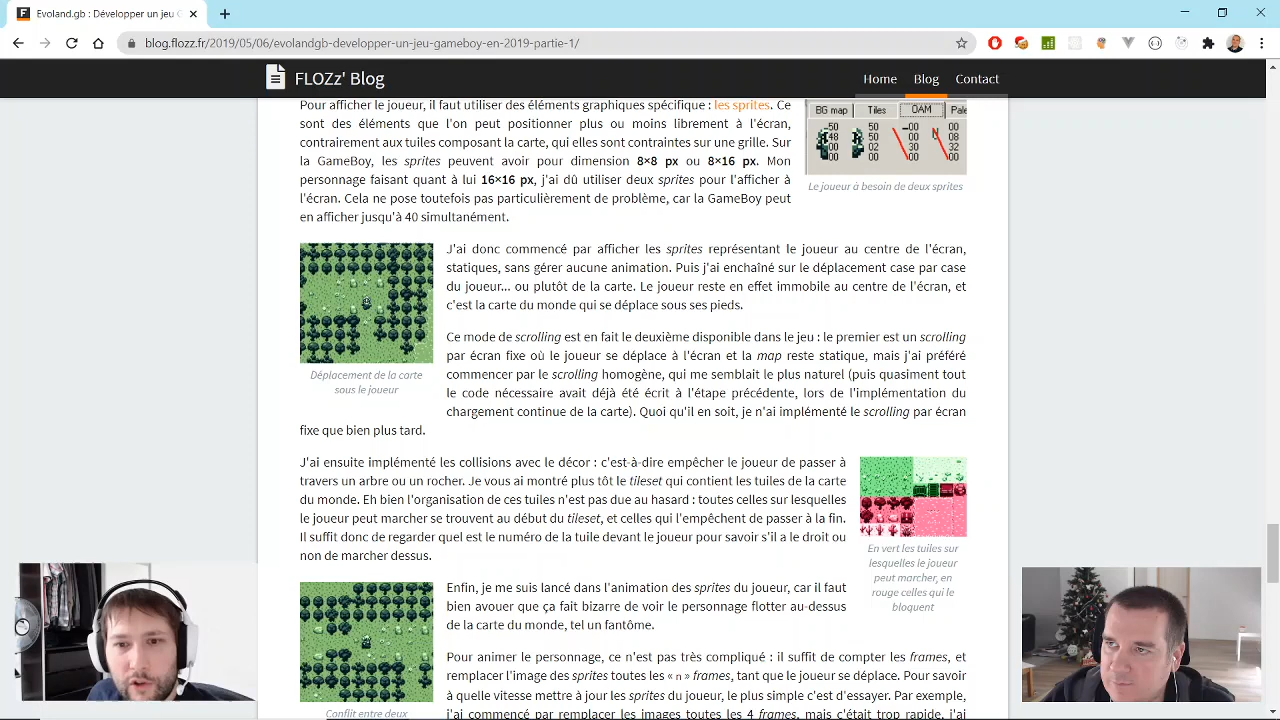 Evoland.gb : Développer un jeu G
blog.flozz.fr/2019/05/06/evolandgb-developper-un-jeu-gameboy-en-2019-partie-1/
FLOZz' Blog
Home
Blog
Contact
Pour afficher le joueur, il faut utiliser des éléments graphiques spécifique : les sprites. Ce
sont des éléments que l'on peut positionner plus ou moins librement à l'écran,
contrairement aux tuiles composant la carte, qui elles sont contraintes sur une grille. Sur
la GameBoy, les sprites peuvent avoir pour dimension 8×8 px ou 8×16 px. Mon
personnage faisant quant à lui 16×16 px, j'ai dû utiliser deux sprites pour l'afficher à
l'écran. Cela ne pose toutefois pas particulièrement de problème, car la GameBoy peut
en afficher jusqu'à 40 simultanément.
BG map
Tiles
OAM
Pale
50 50 00 00
48 50 00 08
00 02 30 32
00 00 00 00
Le joueur à besoin de deux sprites
J'ai donc commencé par afficher les sprites représentant le joueur au centre de l'écran,
statiques, sans gérer aucune animation. Puis j'ai enchaîné sur le déplacement case par case
du joueur... ou plutôt de la carte. Le joueur reste en effet immobile au centre de l'écran, et
c'est la carte du monde qui se déplace sous ses pieds.
Déplacement de la carte
sous le joueur
Ce mode de scrolling est en fait le deuxième disponible dans le jeu : le premier est un scrolling
par écran fixe où le joueur se déplace à l'écran et la map reste statique, mais j'ai préféré
commencer par le scrolling homogène, qui me semblait le plus naturel (puis quasiment tout
le code nécessaire avait déjà été écrit à l'étape précédente, lors de l'implémentation du
chargement continue de la carte). Quoi qu'il en soit, je n'ai implémenté le scrolling par écran
fixe que bien plus tard.
J'ai ensuite implémenté les collisions avec le décor : c'est-à-dire empêcher le joueur de passer à
travers un arbre ou un rocher. Je vous ai montré plus tôt le tileset qui contient les tuiles de la carte
du monde. Eh bien l'organisation de ces tuiles n'est pas due au hasard : toutes celles sur lesquelles
le joueur peut marcher se trouvent au début du tileset, et celles qui l'empêchent de passer à la fin.
Il suffit donc de regarder quel est le numéro de la tuile devant le joueur pour savoir s'il a le droit ou
non de marcher dessus.
En vert les tuiles sur
lesquelles le joueur
peut marcher, en
rouge celles qui le
bloquent
Enfin, je me suis lancé dans l'animation des sprites du joueur, car il faut
bien avouer que ça fait bizarre de voir le personnage flotter au-dessus
de la carte du monde, tel un fantôme.
Pour animer le personnage, ce n'est pas très compliqué : il suffit de compter les frames, et
remplacer l'image des sprites toutes les « n » frames, tant que le joueur se déplace. Pour savoir
à quelle vitesse mettre à jour les sprites du joueur, le plus simple c'est d'essayer. Par exemple,
j'ai commencé par remplacer les images toutes les 4 frames, mais c'était trop rapide, j'ai
Conflit entre deux